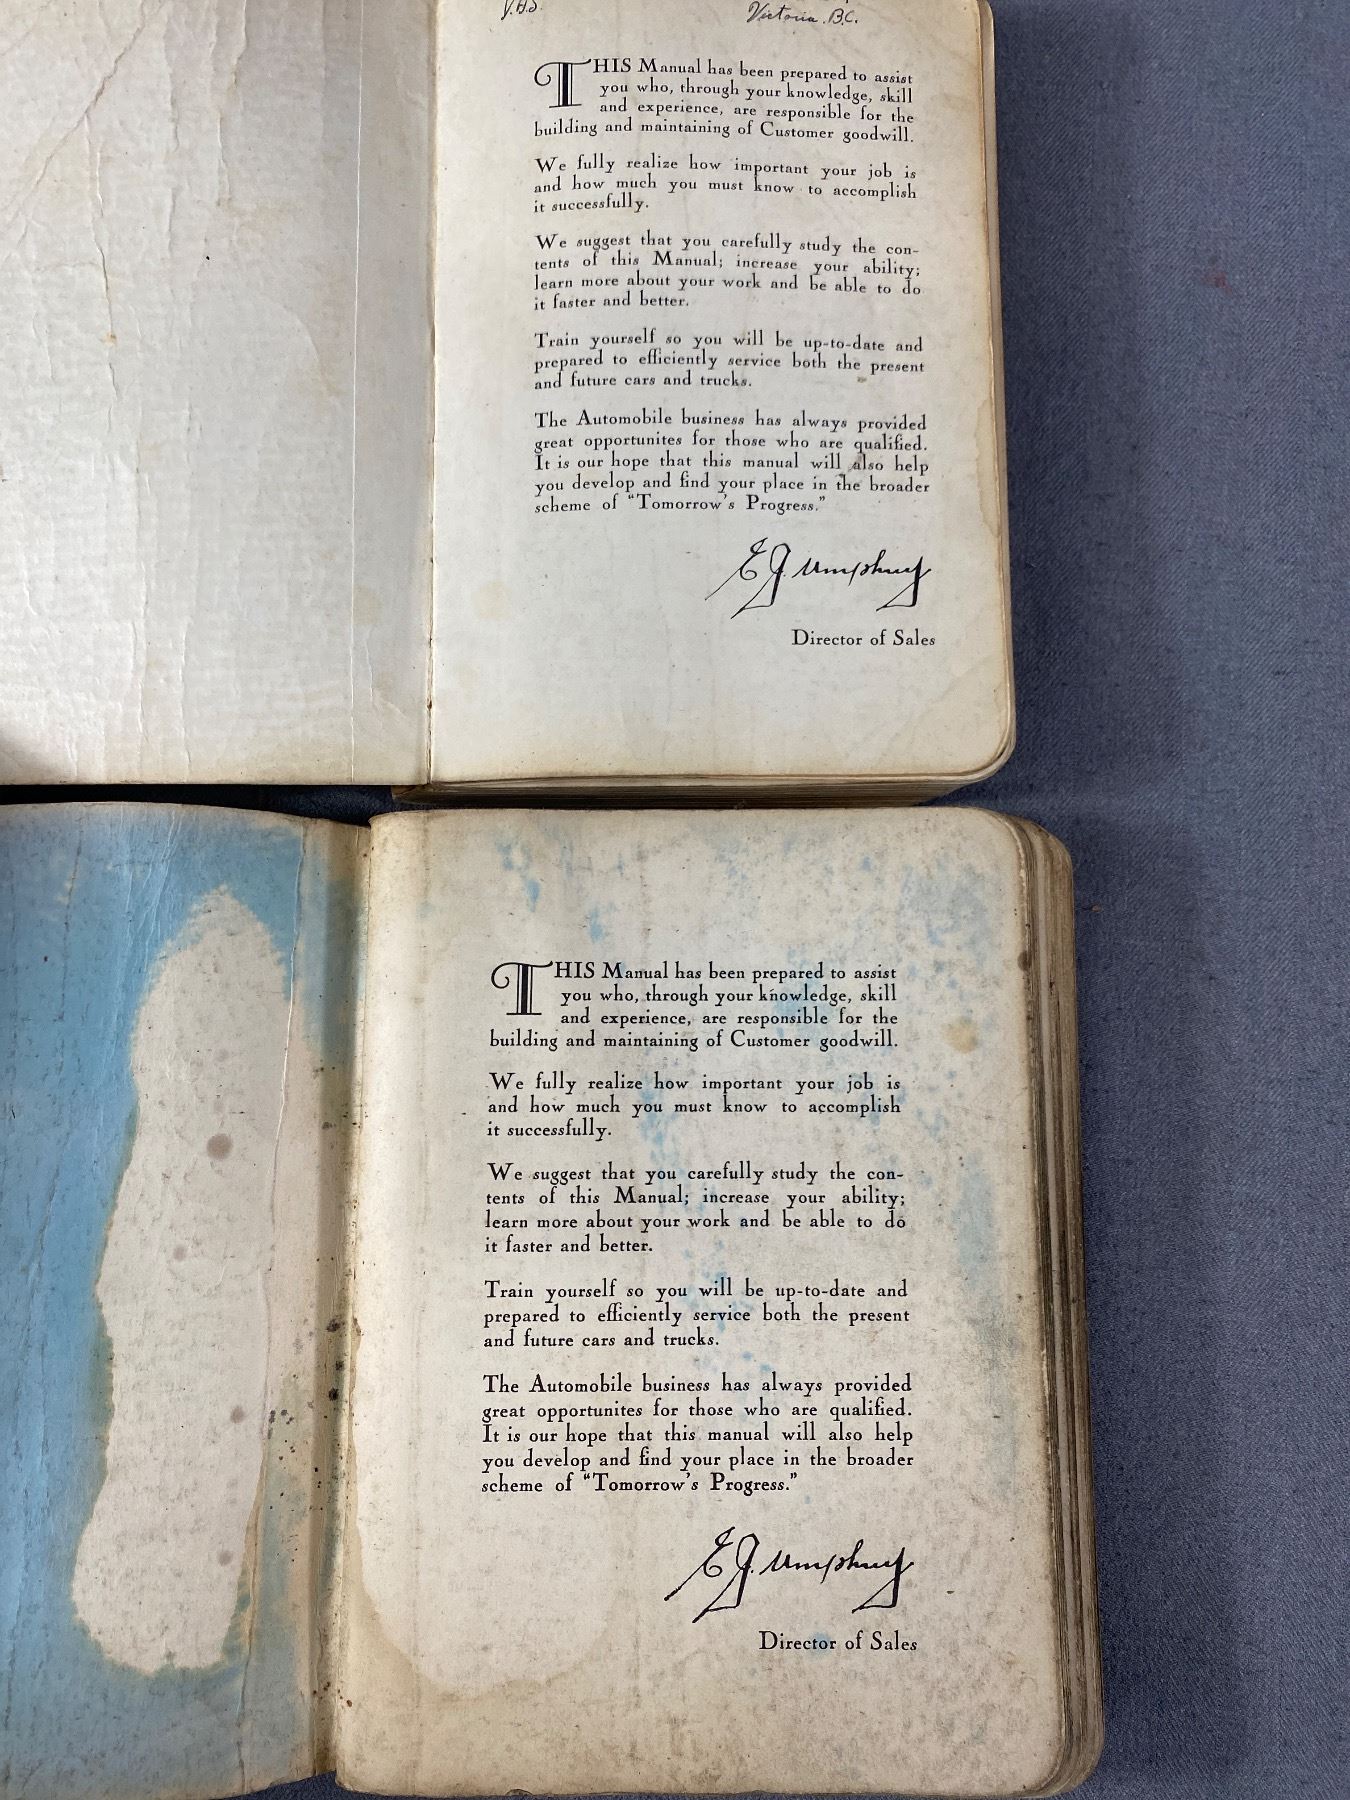 Victoria. B.C.
THIS Manual has been prepared to assist
you who, through your knowledge, skill
and experience, are responsible for the
building and maintaining of Customer goodwill.
We fully realize how important your job is
and how much you must know to accomplish
it successfully.
We suggest that you carefully study the con-
tents of this Manual; increase your ability;
learn more about your work and be able to do
it faster and better.
Train yourself so you will be up-to-date and
prepared to efficiently service both the present
and future cars and trucks.
The Automobile business has always provided
great opportunites for those who are qualified.
It is our hope that this manual will also help
you develop and find your place in the broader
scheme of "Tomorrow's Progress."
E J. Umphrey
Director of Sales
THIS Manual has been prepared to assist
you who, through your knowledge, skill
and experience, are responsible for the
building and maintaining of Customer goodwill.
We fully realize how important your job is
and how much you must know to accomplish
it successfully.
We suggest that you carefully study the con-
tents of this Manual; increase your ability;
learn more about your work and be able to do
it faster and better.
Train yourself so you will be up-to-date and
prepared to efficiently service both the present
and future cars and trucks.
The Automobile business has always provided
great opportunites for those who are qualified.
It is our hope that this manual will also help
you develop and find your place in the broader
scheme of "Tomorrow's Progress."
E J. Umphrey
Director of Sales